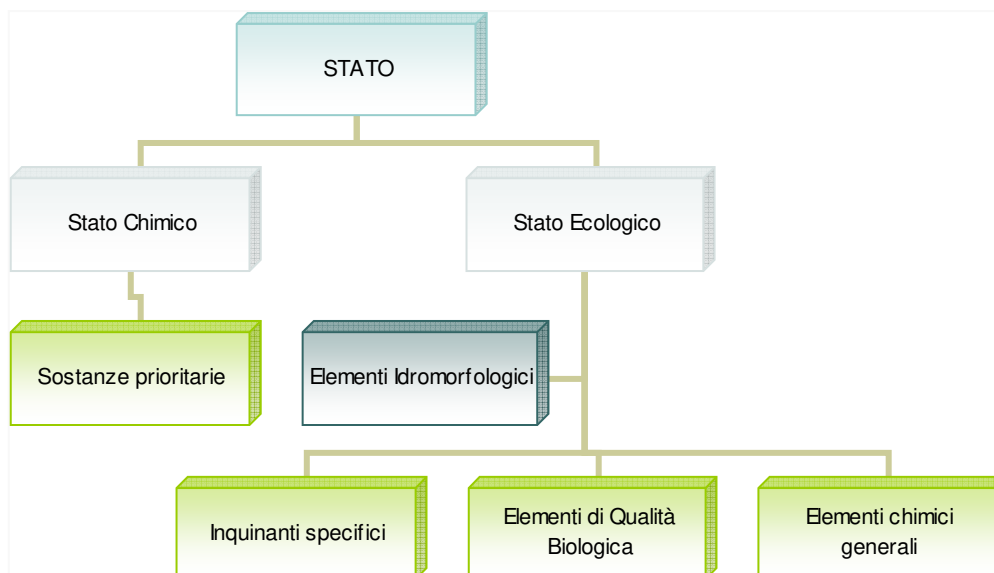 STATO
Stato Chimico
Stato Ecologico
Sostanze prioritarie
Elementi Idromorfologici
Inquinanti specifici
Elementi di Qualità
Biologica
Elementi chimici
generali